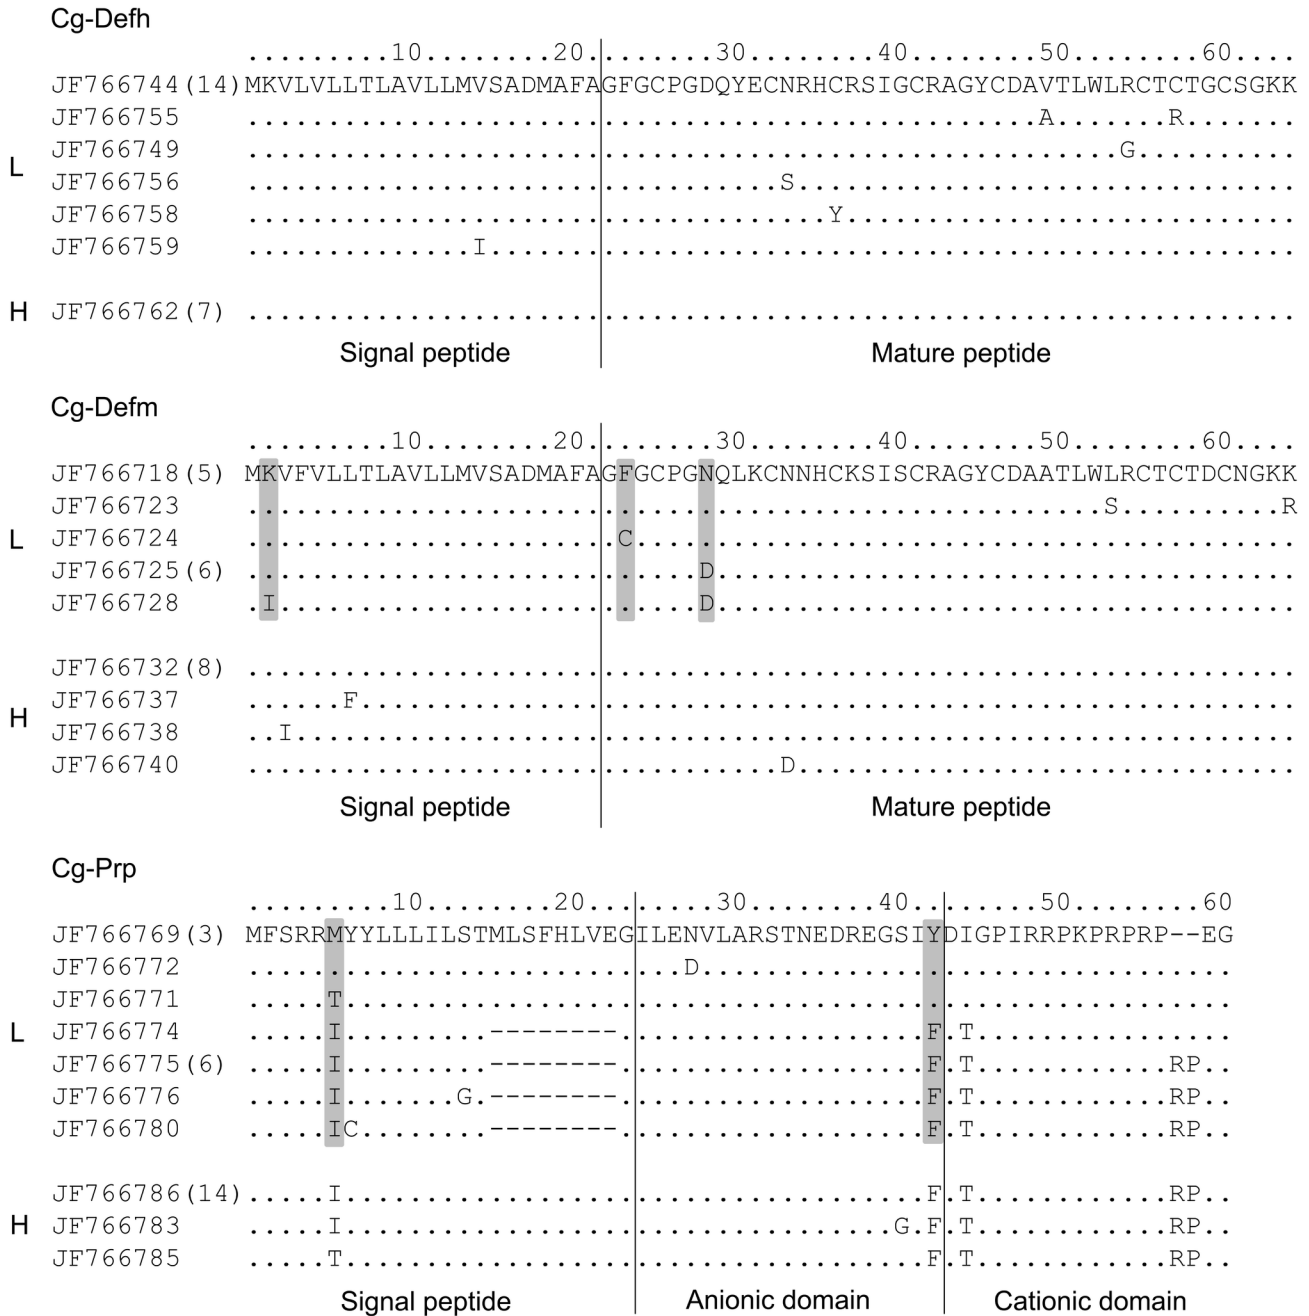 Cg-Defh
.........10........20........30........40........50........60....
JF766744(14)MKVLVLLTLAVLLMVSADMAFAGFGCPGDQYECNRHCRSIGCRAGYCDAVTLWLRCTCTGCSGKK
JF766755 .................................................A.......R.......
JF766749 ......................................................G..........
L
JF766756 .................................S...............................
JF766758 ....................................Y............................
JF766759 ..............I..................................................
H JF766762(7) .................................................................
Signal peptide Mature peptide
Cg-Defm
.........10........20........30........40........50........60....
JF766718(5) MKVFVLLTLAVLLMVSADMAFAGFGCPGNQLKCNNHCKSISCRAGYCDAATLWLRCTCTDCNGKK
JF766723 .....................................................S..........R
L JF766724 .......................C.........................................
JF766725(6) ............................D....................................
JF766728 .I..........................D....................................
JF766732(8) .................................................................
JF766737 ......F..........................................................
H
JF766738 ..I..............................................................
JF766740 .................................D...............................
Signal peptide Mature peptide
Cg-Prp
.........10........20........30........40........50........60
JF766769(3) MFSRRMYYLLLILSTMLSFHLVEGILENVLARSTNEDREGSIYDIGPIRRPKPRPRP--EG
JF766772 ...........................D.................................
JF766771 .....T.......................................................
L JF766774 .....I.........--------...................F.T................
JF766775(6) .....I.........--------...................F.T............RP..
JF766776 .....I.......G.--------...................F.T............RP..
JF766780 .....IC........--------...................F.T............RP..
JF766786(14).....I....................................F.T............RP..
H JF766783 .....I..................................G.F.T............RP..
JF766785 .....T....................................F.T............RP..
Signal peptide Anionic domain Cationic domain